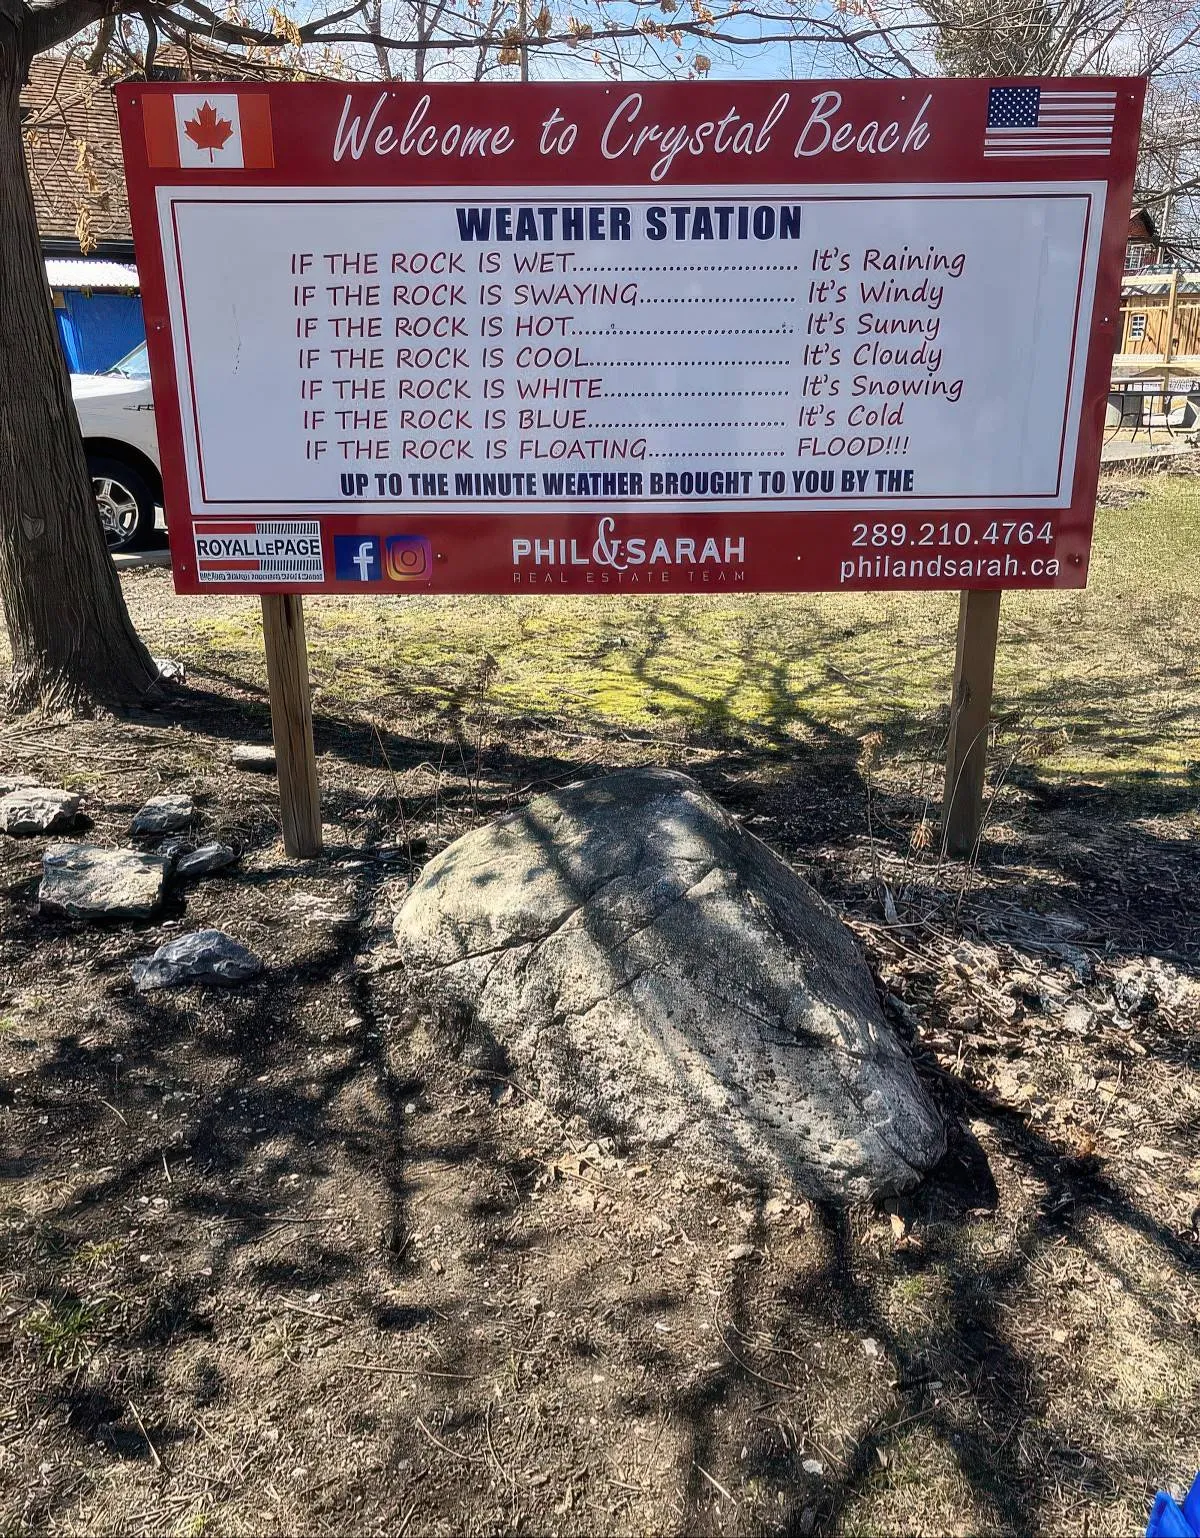 Welcome to Crystal Beach
WEATHER STATION
IF THE ROCK IS WET.................................. It's Raining
IF THE ROCK IS SWAYING....................... It's Windy
IF THE ROCK IS HOT................................. It's Sunny
IF THE ROCK IS COOL.............................. It's Cloudy
IF THE ROCK IS WHITE............................ It's Snowing
IF THE ROCK IS BLUE.............................. It's Cold
IF THE ROCK IS FLOATING.................... FLOOD!!!
UP TO THE MINUTE WEATHER BROUGHT TO YOU BY THE
ROYAL LEPAGE
PHIL&SARAH
REAL ESTATE TEAM
289.210.4764
philandsarah.ca